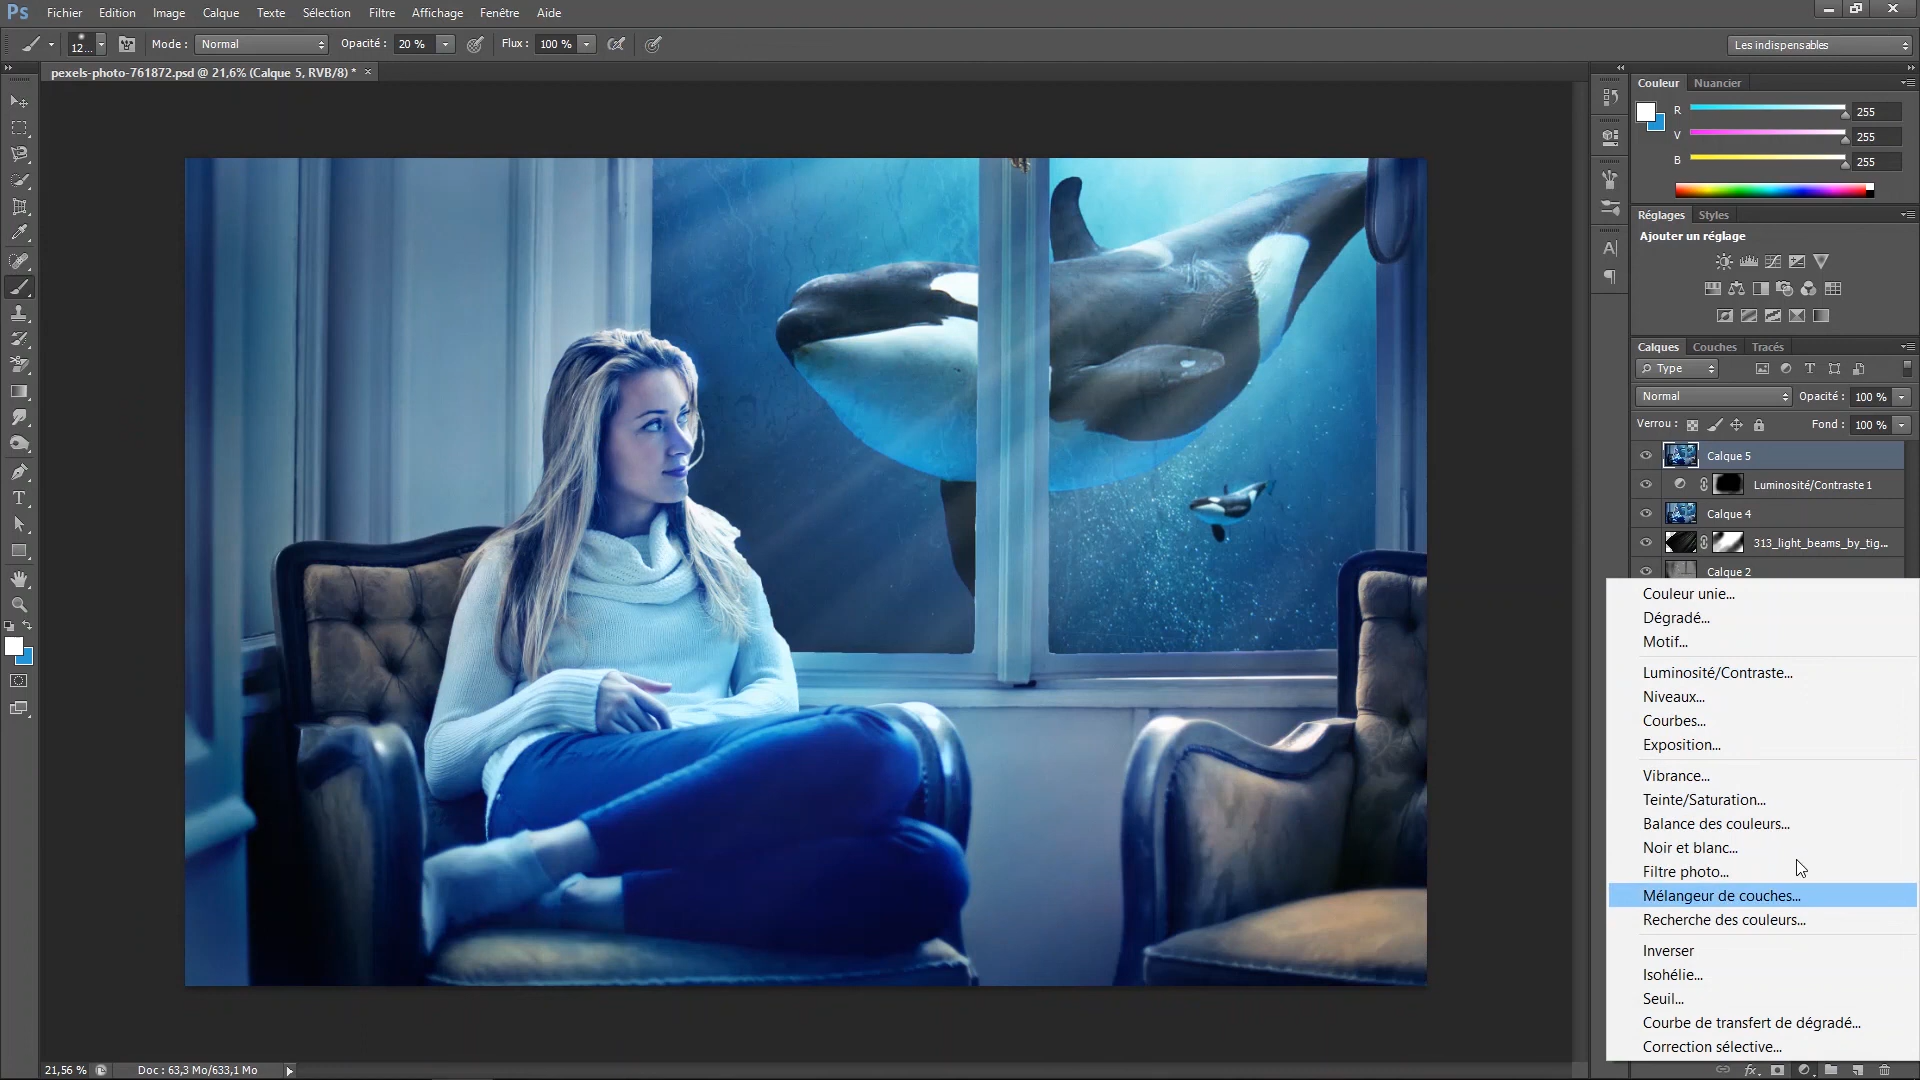 Ps Fichier Edition Image Calque Texte Sélection Filtre Affichage Fenêtre Aide
12... Mode : Normal Opacité : 20 % Flux : 100 % Les indispensables
pexels-photo-761872.psd @ 21,6% (Calque 5, RVB/8) * ×
Couleur Nuancier
R 255
V 255
B 255
Réglages Styles
Ajouter un réglage
Calques Couches Tracés
Type
Normal Opacité : 100 %
Verrou : Fond : 100 %
Calque 5
Luminosité/Contraste 1
Calque 4
313_light_beams_by_tig...
Calque 2
Couleur unie...
Dégradé...
Motif...
Luminosité/Contraste...
Niveaux...
Courbes...
Exposition...
Vibrance...
Teinte/Saturation...
Balance des couleurs...
Noir et blanc...
Filtre photo...
Mélangeur de couches...
Recherche des couleurs...
Inverser
Isohélie...
Seuil...
Courbe de transfert de dégradé...
Correction sélective...
21,56 % Doc : 63,3 Mo/633,1 Mo